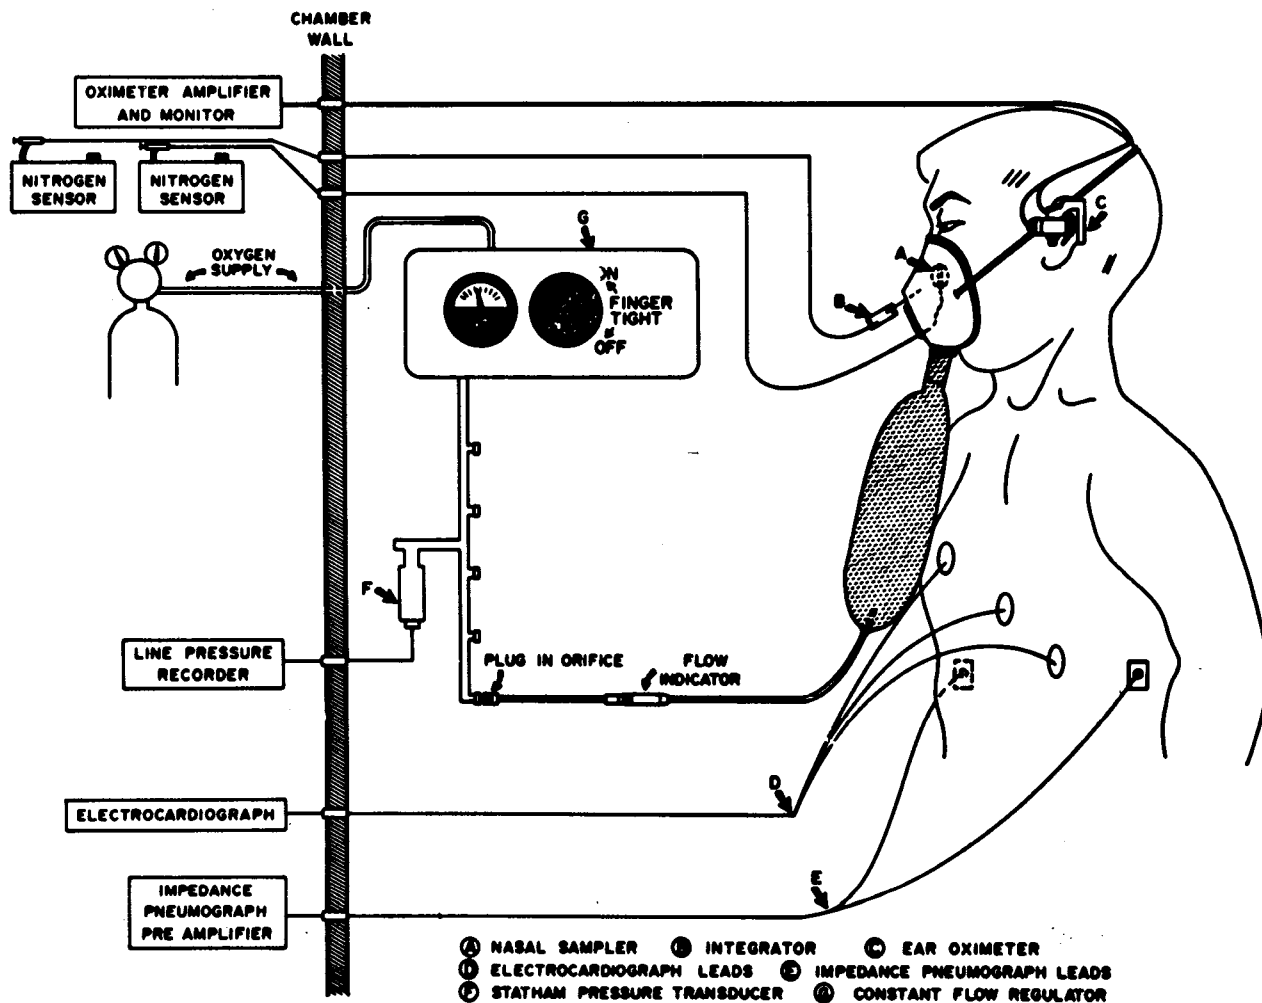 CHAMBER
WALL
OXIMETER AMPLIFIER
AND MONITOR
NITROGEN
SENSOR
NITROGEN
SENSOR
OXYGEN
SUPPLY
G
ON
FINGER
TIGHT
OFF
A
B
C
F
LINE PRESSURE
RECORDER
PLUG IN ORIFICE
FLOW
INDICATOR
D
ELECTROCARDIOGRAPH
E
IMPEDANCE
PNEUMOGRAPH
PRE AMPLIFIER
A NASAL SAMPLER B INTEGRATOR C EAR OXIMETER
D ELECTROCARDIOGRAPH LEADS E IMPEDANCE PNEUMOGRAPH LEADS
F STATHAM PRESSURE TRANSDUCER G CONSTANT FLOW REGULATOR